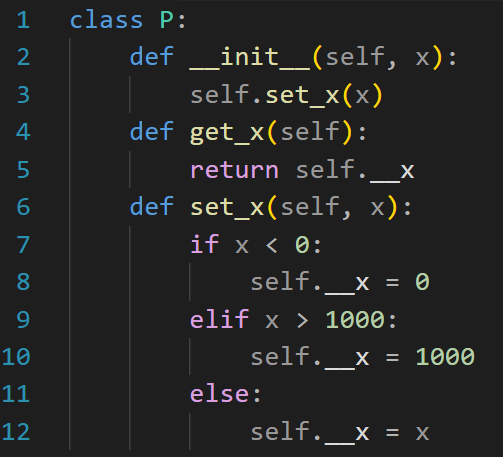 1 class P:
2     def __init__(self, x):
3         self.set_x(x)
4     def get_x(self):
5         return self.__x
6     def set_x(self, x):
7         if x < 0:
8             self.__x = 0
9         elif x > 1000:
10             self.__x = 1000
11         else:
12             self.__x = x